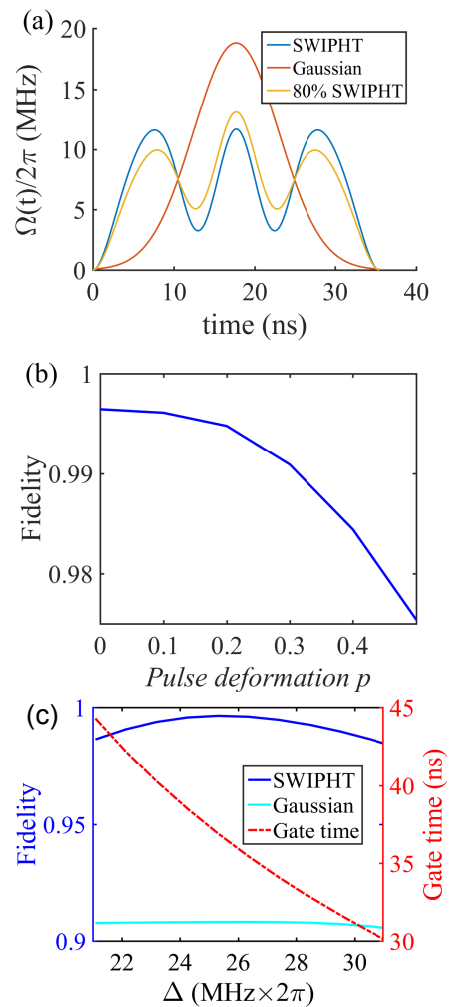 (a)
20
15
10
5
0
Ω(t)/2π (MHz)
SWIPHT
Gaussian
80% SWIPHT
0 10 20 30 40
time (ns)
(b)
1
0.99
0.98
Fidelity
0 0.1 0.2 0.3 0.4
Pulse deformation p
(c)
1
0.95
0.9
Fidelity
SWIPHT
Gaussian
Gate time
45
40
35
30
Gate time (ns)
22 24 26 28 30
Δ (MHz×2π)